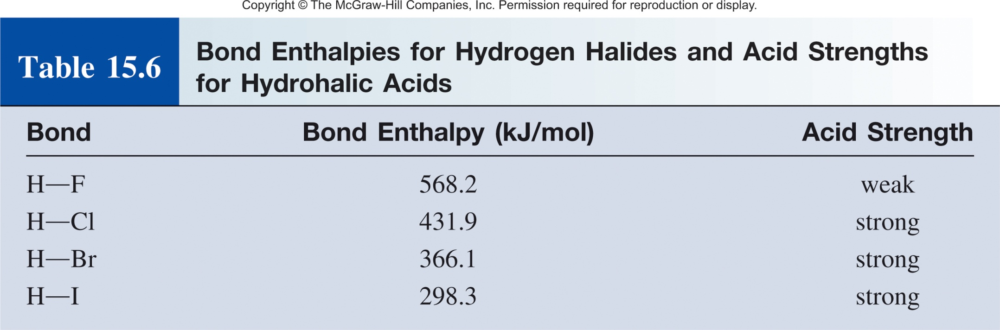 Copyright © The McGraw-Hill Companies, Inc. Permission required for reproduction or display.
Table 15.6
Bond Enthalpies for Hydrogen Halides and Acid Strengths
for Hydrohalic Acids
Bond Bond Enthalpy (kJ/mol) Acid Strength
H—F 568.2 weak
H—Cl 431.9 strong
H—Br 366.1 strong
H—I 298.3 strong